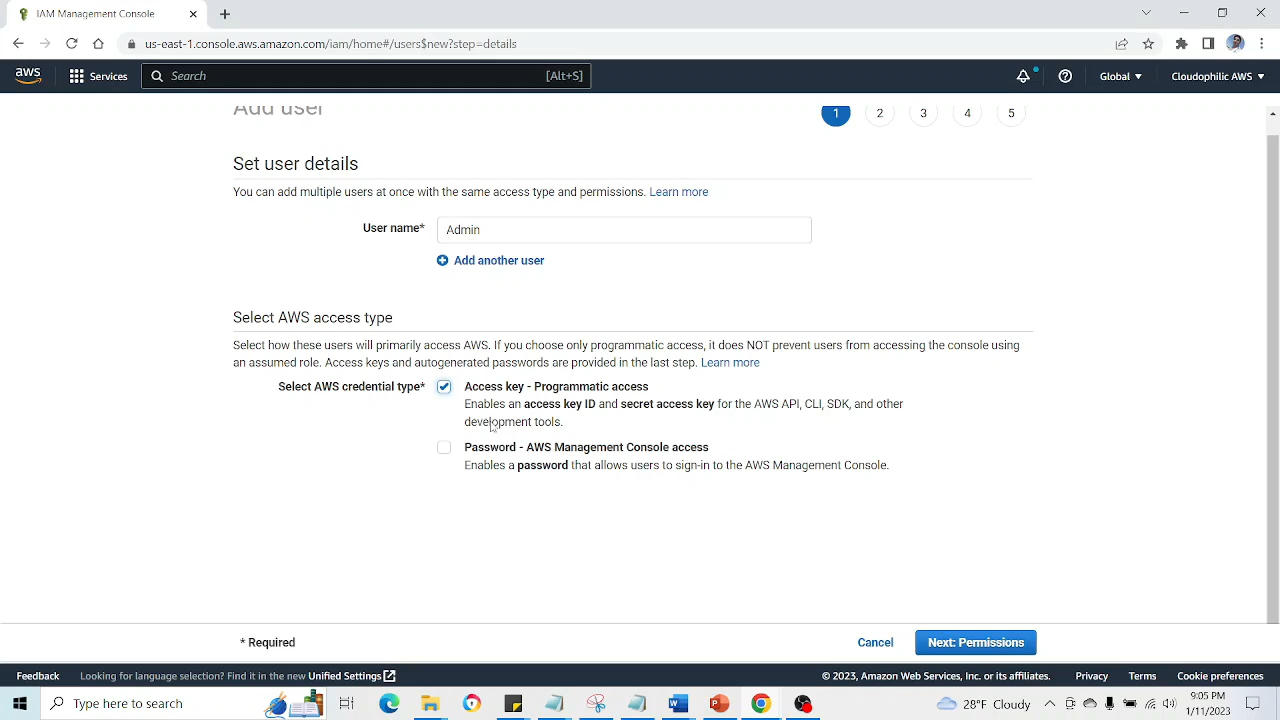 IAM Management Console
us-east-1.console.aws.amazon.com/iam/home#/users$new?step=details
aws
Services
Search
[Alt+S]
Global
Cloudophilic AWS
Add user
1 2 3 4 5
Set user details
You can add multiple users at once with the same access type and permissions. Learn more
User name*
Admin
Add another user
Select AWS access type
Select how these users will primarily access AWS. If you choose only programmatic access, it does NOT prevent users from accessing the console using
an assumed role. Access keys and autogenerated passwords are provided in the last step. Learn more
Select AWS credential type*
Access key - Programmatic access
Enables an access key ID and secret access key for the AWS API, CLI, SDK, and other
development tools.
Password - AWS Management Console access
Enables a password that allows users to sign-in to the AWS Management Console.
* Required
Cancel
Next: Permissions
Feedback
Looking for language selection? Find it in the new Unified Settings
© 2023, Amazon Web Services, Inc. or its affiliates.
Privacy
Terms
Cookie preferences
Type here to search
28°F Cloudy
9:05 PM
1/11/2023